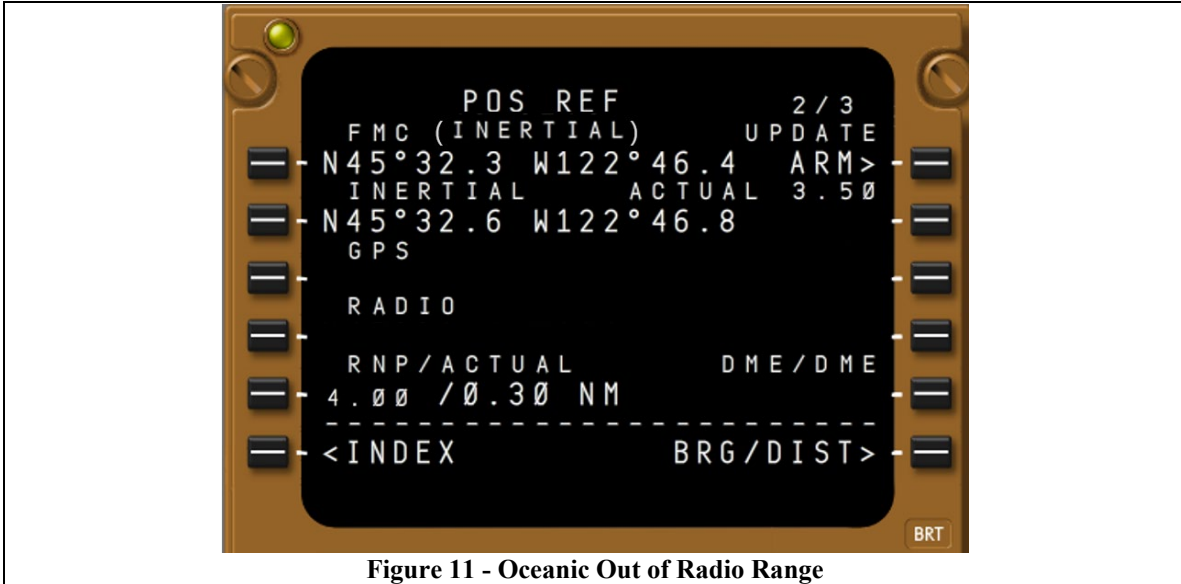 POS REF 2/3
FMC (INERTIAL) UPDATE
N45°32.3 W122°46.4 ARM>
INERTIAL ACTUAL 3.50
N45°32.6 W122°46.8
GPS
RADIO
RNP/ACTUAL DME/DME
4.00 /0.30 NM
--------------------------
<INDEX BRG/DIST>
BRT
Figure 11 - Oceanic Out of Radio Range